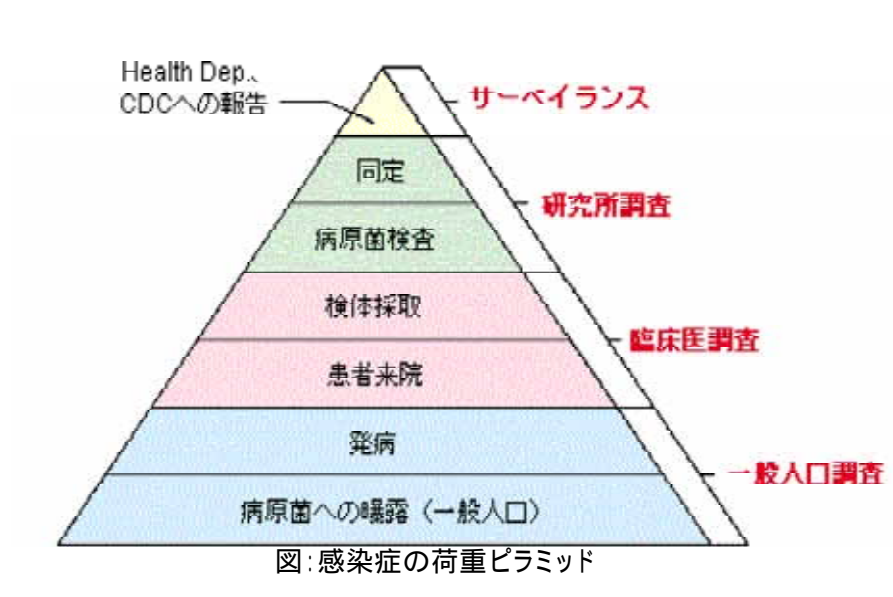 Health Dep.、
CDCへの報告
サーベイランス
同定
研究所調査
病原菌検査
検体採取
臨床医調査
患者来院
発病
一般人口調査
病原菌への曝露（一般人口）
図：感染症の荷重ピラミッド